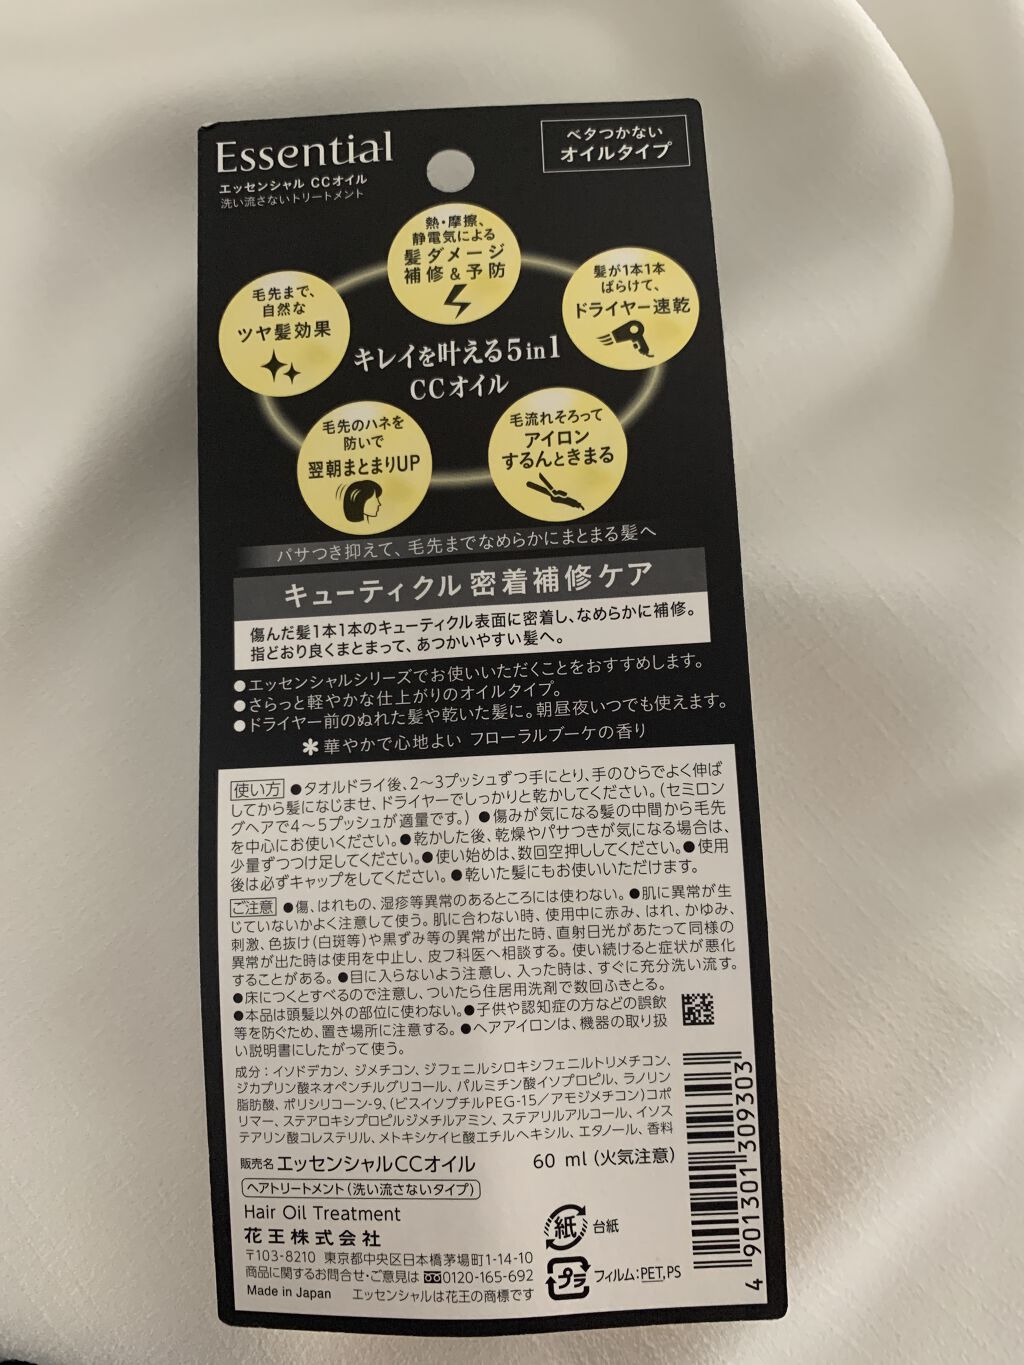 Essential
エッセンシャル CCオイル
洗い流さないトリートメント
ベタつかない
オイルタイプ
熱・摩擦、
静電気による
髪ダメージ
補修&予防
毛先まで、
自然な
ツヤ髪効果
髪が1本1本
ばらけて、
ドライヤー速乾
キレイを叶える5in1
CCオイル
毛先のハネを
防いで
翌朝まとまりUP
毛流れそろって
アイロン
するんときまる
パサつき抑えて、毛先までなめらかにまとまる髪へ
キューティクル 密着補修ケア
傷んだ髪1本1本のキューティクル表面に密着し、なめらかに補修。
指どおり良くまとまって、あつかいやすい髪へ。
●エッセンシャルシリーズでお使いいただくことをおすすめします。
●さらっと軽やかな仕上がりのオイルタイプ。
●ドライヤー前のぬれた髪や乾いた髪に。朝昼夜いつでも使えます。
＊華やかで心地よい フローラルブーケの香り
使い方 ●タオルドライ後、2～3プッシュずつ手にとり、手のひらでよく伸ば
してから髪になじませ、ドライヤーでしっかりと乾かしてください。(セミロン
グヘアで4～5プッシュが適量です。) ●傷みが気になる髪の中間から毛先
を中心にお使いください。●乾かした後、乾燥やパサつきが気になる場合は、
少量ずつつけ足してください。●使い始めは、数回空押ししてください。●使用
後は必ずキャップをしてください。●乾いた髪にもお使いいただけます。
ご注意 ●傷、はれもの、湿疹等異常のあるところには使わない。●肌に異常が生
じていないかよく注意して使う。肌に合わない時、使用中に赤み、はれ、かゆみ、
刺激、色抜け(白斑等)や黒ずみ等の異常が出た時、直射日光があたって同様の
異常が出た時は使用を中止し、皮フ科医へ相談する。使い続けると症状が悪化
することがある。●目に入らないよう注意し、入った時は、すぐに充分洗い流す。
●床につくとすべるので注意し、ついたら住居用洗剤で数回ふきとる。
●本品は頭髪以外の部位に使わない。●子供や認知症の方などの誤飲
等を防ぐため、置き場所に注意する。●ヘアアイロンは、機器の取り扱
い説明書にしたがって使う。
成分：イソドデカン、ジメチコン、ジフェニルシロキシフェニルトリメチコン、
ジカプリン酸ネオペンチルグリコール、パルミチン酸イソプロピル、ラノリン
脂肪酸、ポリシリコーン-9、(ビスイソブチルPEG-15/アモジメチコン)コポ
リマー、ステアロキシプロピルジメチルアミン、ステアリルアルコール、イソス
テアリン酸コレステリル、メトキシケイヒ酸エチルヘキシル、エタノール、香料
販売名 エッセンシャルCCオイル 60 ml (火気注意)
ヘアトリートメント(洗い流さないタイプ)
Hair Oil Treatment
花王株式会社
〒103-8210 東京都中央区日本橋茅場町1-14-10
商品に関するお問合せ・ご意見は 0120-165-692
Made in Japan エッセンシャルは花王の商標です
紙 台紙
プラ フィルム:PET,PS
4 901301 309303